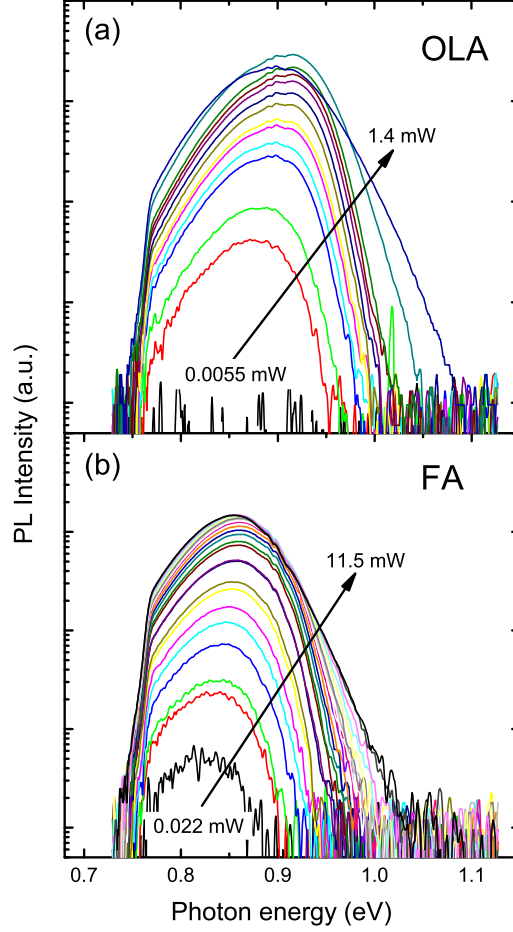 (a)
OLA
1.4 mW
0.0055 mW
PL Intensity (a.u.)
(b)
FA
11.5 mW
0.022 mW
0.7 0.8 0.9 1.0 1.1
Photon energy (eV)